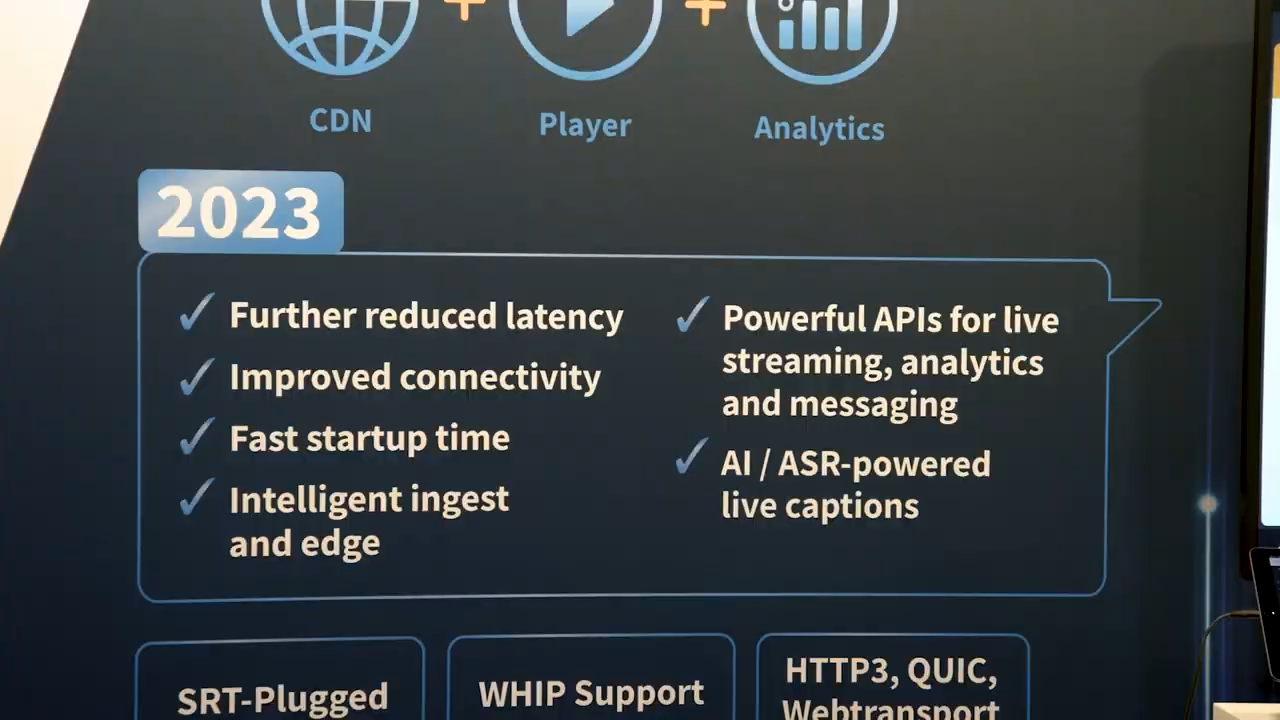 CDN
Player
Analytics
2023
Further reduced latency
Improved connectivity
Fast startup time
Intelligent ingest
and edge
Powerful APIs for live
streaming, analytics
and messaging
AI / ASR-powered
live captions
SRT-Plugged
WHIP Support
HTTP3, QUIC,
Webtransport